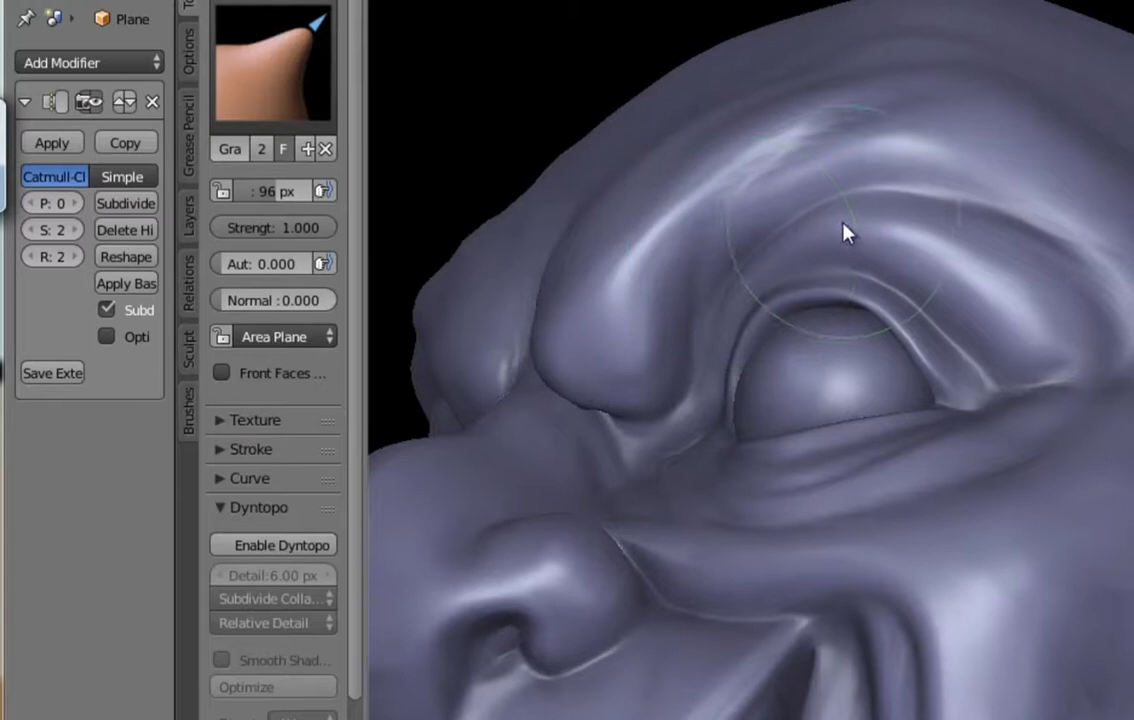 Plane
Add Modifier
Apply
Copy
Catmull-Cl
Simple
P: 0
Subdivide
S: 2
Delete Hi
R: 2
Reshape
Apply Bas
Subd
Opti
Save Exte
Options
Grease Pencil
Layers
Relations
Sculpt
Brushes
Gra
2
F
: 96 px
Strengt: 1.000
Aut: 0.000
Normal: 0.000
Area Plane
Front Faces ...
Texture
Stroke
Curve
Dyntopo
Enable Dyntopo
Detail:6.00 px
Subdivide Colla...
Relative Detail
Smooth Shad...
Optimize